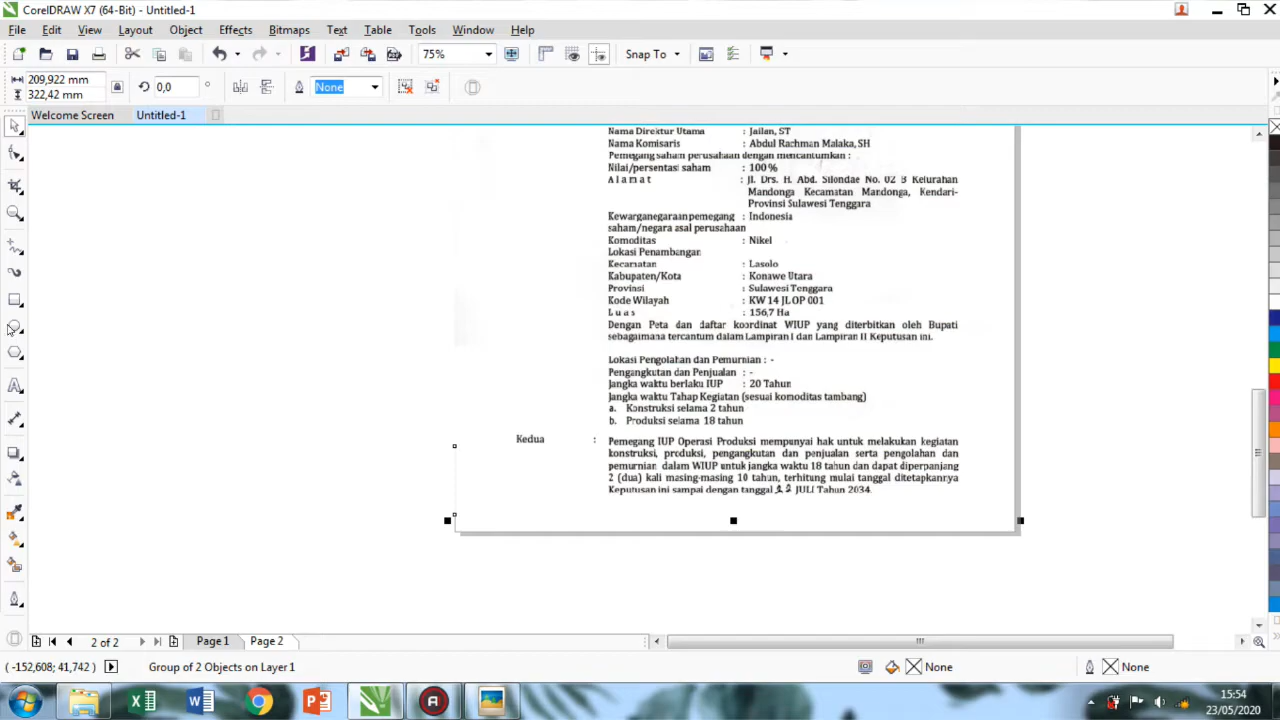 CorelDRAW X7 (64-Bit) - Untitled-1
File Edit View Layout Object Effects Bitmaps Text Table Tools Window Help
75% Snap To
209,922 mm
322,42 mm
0,0 ° None
Welcome Screen Untitled-1
Nama Direktur Utama : Jailan, ST
Nama Komisaris : Abdul Rachman Malaka, SH
Pemegang saham perusahaan dengan mencantumkan :
Nilai/persentasi saham : 100%
A l a m a t : Jl. Drs. H. Abd. Silondae No. 02 B Kelurahan
Mandonga Kecamatan Mandonga, Kendari-
Provinsi Sulawesi Tenggara
Kewarganegaraan pemegang : Indonesia
saham/negara asal perusahaan
Komoditas : Nikel
Lokasi Penambangan
Kecamatan : Lasolo
Kabupaten/Kota : Konawe Utara
Provinsi : Sulawesi Tenggara
Kode Wilayah : KW 14 JL OP 001
L u a s : 156,7 Ha
Dengan Peta dan daftar koordinat WIUP yang diterbitkan oleh Bupati
sebagaimana tercantum dalam Lampiran I dan Lampiran II Keputusan ini.
Lokasi Pengolahan dan Pemurnian : -
Pengangkutan dan Penjualan : -
Jangka waktu berlaku IUP : 20 Tahun
Jangka waktu Tahap Kegiatan (sesuai komoditas tambang)
a. Konstruksi selama 2 tahun
b. Produksi selama 18 tahun
Kedua : Pemegang IUP Operasi Produksi mempunyai hak untuk melakukan kegiatan
konstruksi, produksi, pengangkutan dan penjualan serta pengolahan dan
pemurnian dalam WIUP untuk jangka waktu 18 tahun dan dapat diperpanjang
2 (dua) kali masing-masing 10 tahun, terhitung mulai tanggal ditetapkannya
Keputusan ini sampai dengan tanggal JULI Tahun 2034.
2 of 2 Page 1 Page 2
( -152,608; 41,742 ) Group of 2 Objects on Layer 1 None None
15:54
23/05/2020